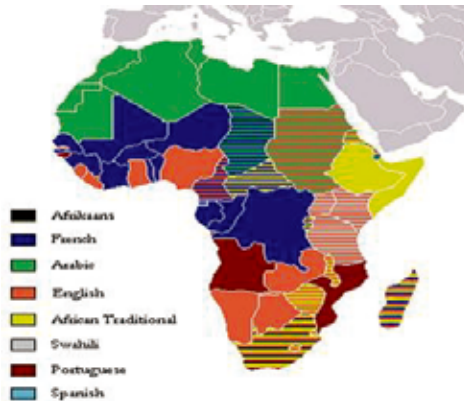 Afrikaans
French
Arabic
English
African Traditional
Swahili
Portuguese
Spanish